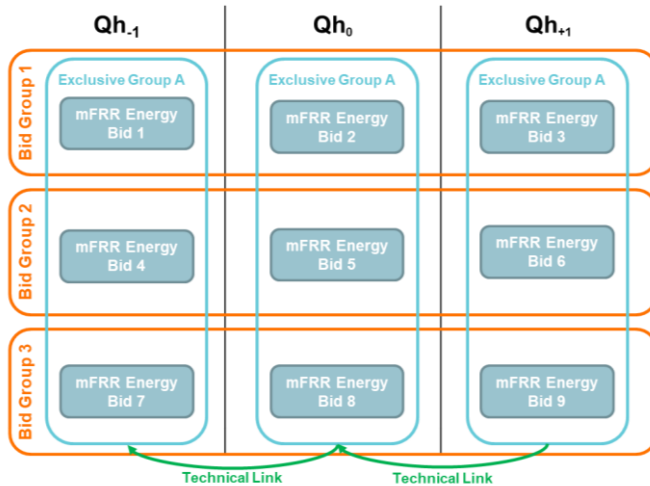 Qh-1
Qh0
Qh+1
Bid Group 1
Exclusive Group A
Exclusive Group A
Exclusive Group A
mFRR Energy
Bid 1
mFRR Energy
Bid 2
mFRR Energy
Bid 3
Bid Group 2
mFRR Energy
Bid 4
mFRR Energy
Bid 5
mFRR Energy
Bid 6
Bid Group 3
mFRR Energy
Bid 7
mFRR Energy
Bid 8
mFRR Energy
Bid 9
Technical Link
Technical Link